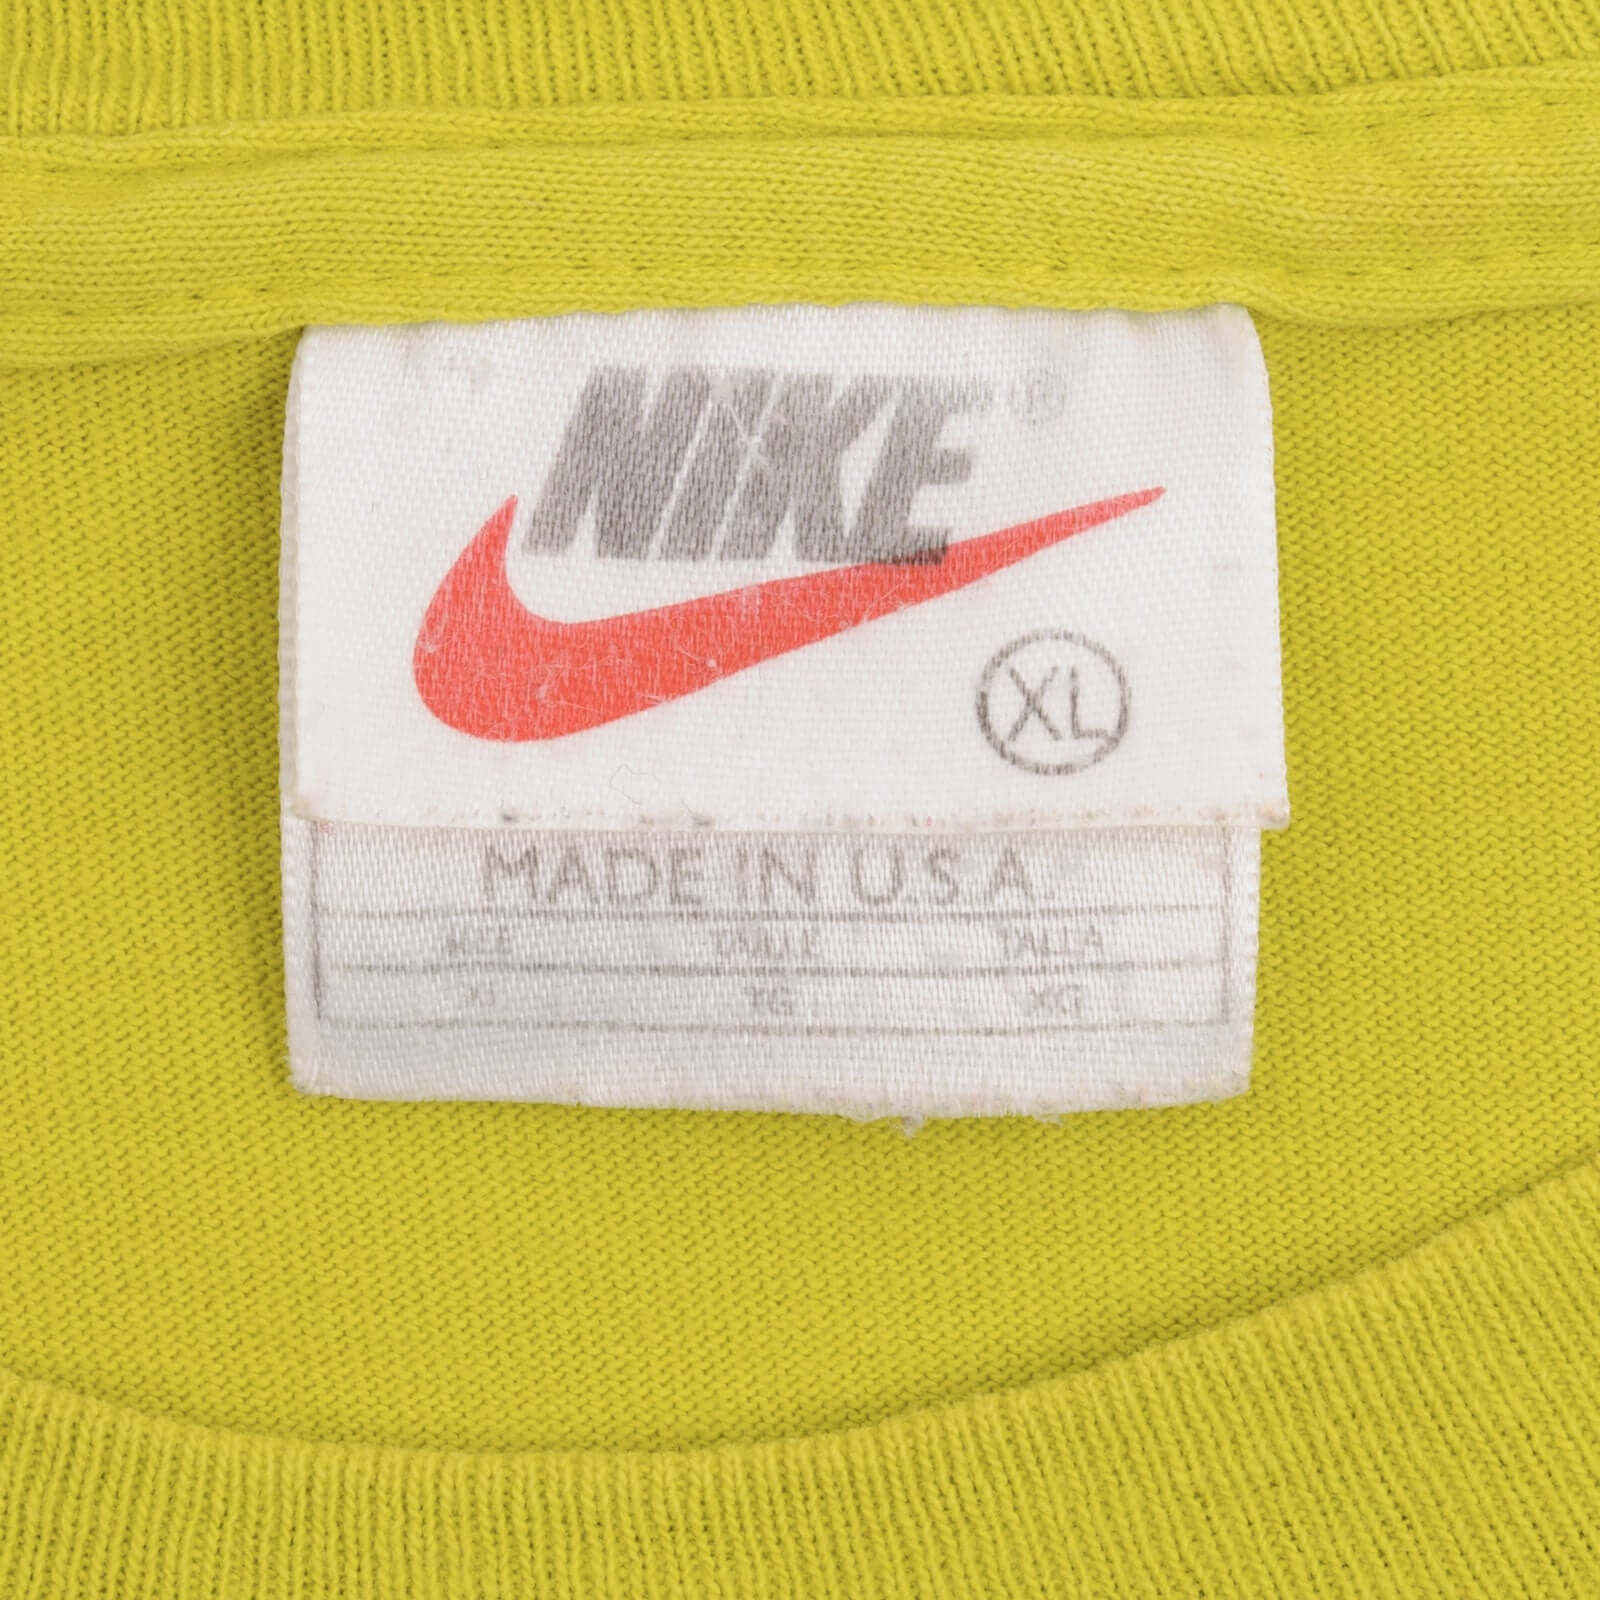 NIKE®
XL
MADE IN U.S.A.
TAILLE TALLA
TG XG